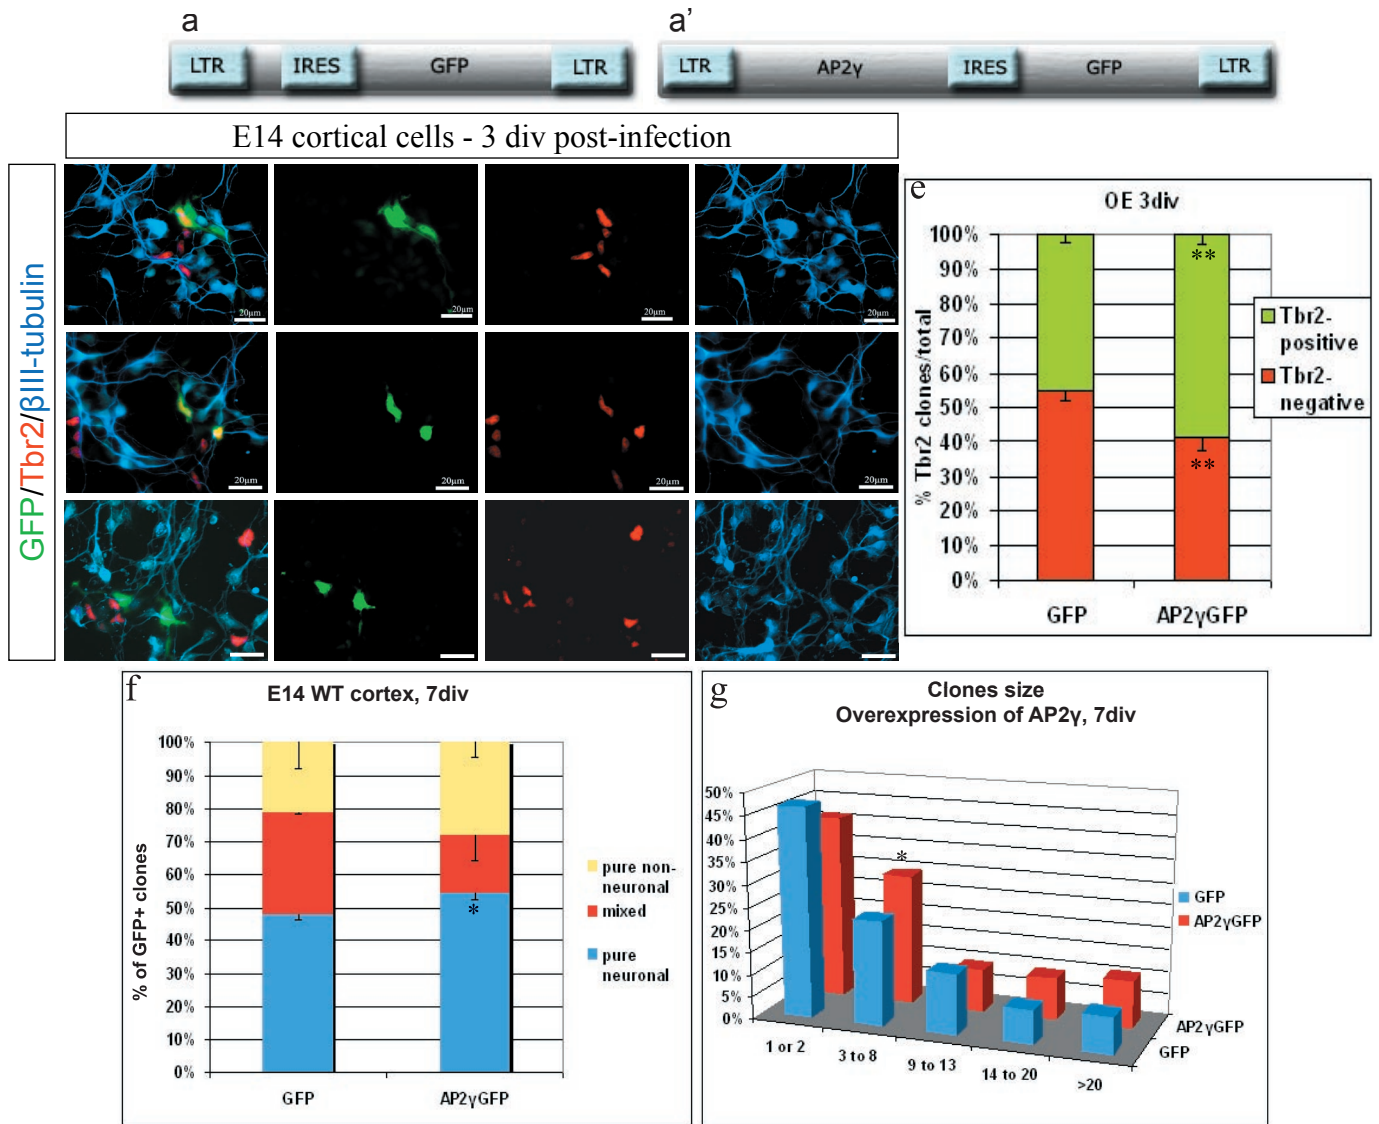 a
a’
LTR IRES GFP LTR
LTR AP2γ IRES GFP LTR
E14 cortical cells - 3 div post-infection
GFP/Tbr2/βIII-tubulin
20µm 20µm 20µm 20µm
20µm 20µm 20µm 20µm
e
OE 3div
% Tbr2 clones/total
100%
90%
80%
70%
60%
50%
40%
30%
20%
10%
0%
**
**
GFP AP2γGFP
Tbr2-
positive
Tbr2-
negative
f
E14 WT cortex, 7div
% of GFP+ clones
100%
90%
80%
70%
60%
50%
40%
30%
20%
10%
0%
*
GFP AP2γGFP
pure non-
neuronal
mixed
pure
neuronal
g
Clones size
Overexpression of AP2γ, 7div
50%
45%
40%
35%
30%
25%
20%
15%
10%
5%
0%
*
1 or 2 3 to 8 9 to 13 14 to 20 >20
GFP
AP2γGFP
AP2γGFP
GFP